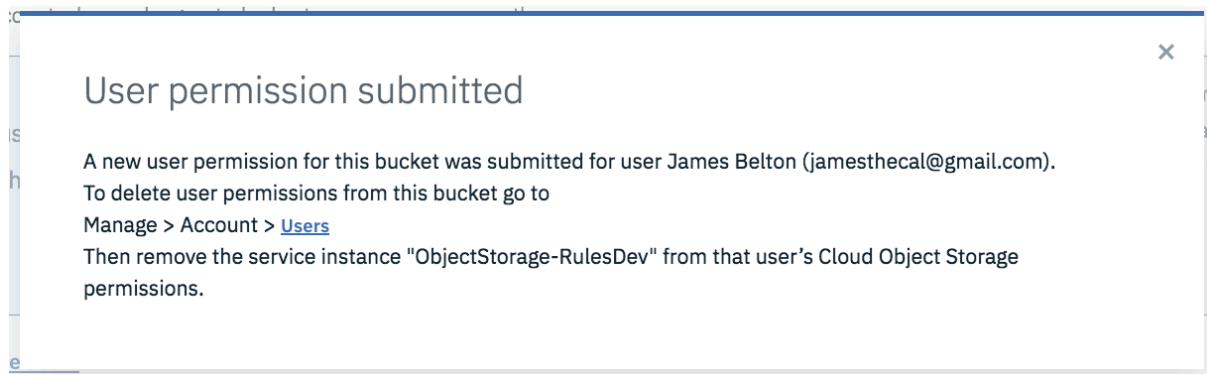 User permission submitted
A new user permission for this bucket was submitted for user James Belton (jamesthecal@gmail.com).
To delete user permissions from this bucket go to
Manage > Account > Users
Then remove the service instance "ObjectStorage-RulesDev" from that user’s Cloud Object Storage
permissions.